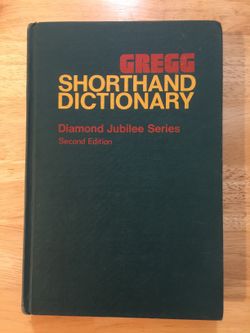 GREGG
SHORTHAND
DICTIONARY
Diamond Jubilee Series
Second Edition